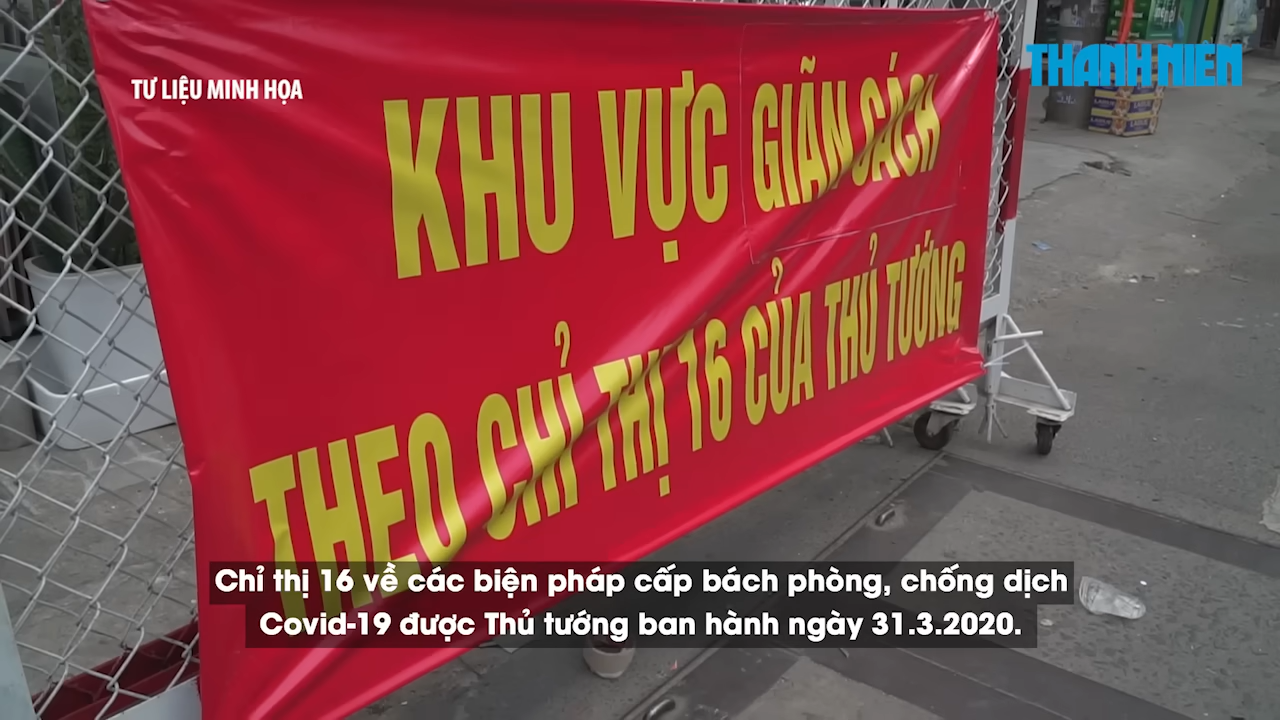 TƯ LIỆU MINH HỌA
THANH NIÊN
KHU VỰC GIÃN SÁCH
THEO CHỈ THỊ 16 CỦA THỦ TƯỚNG
Chỉ thị 16 về các biện pháp cấp bách phòng, chống dịch
Covid-19 được Thủ tướng ban hành ngày 31.3.2020.